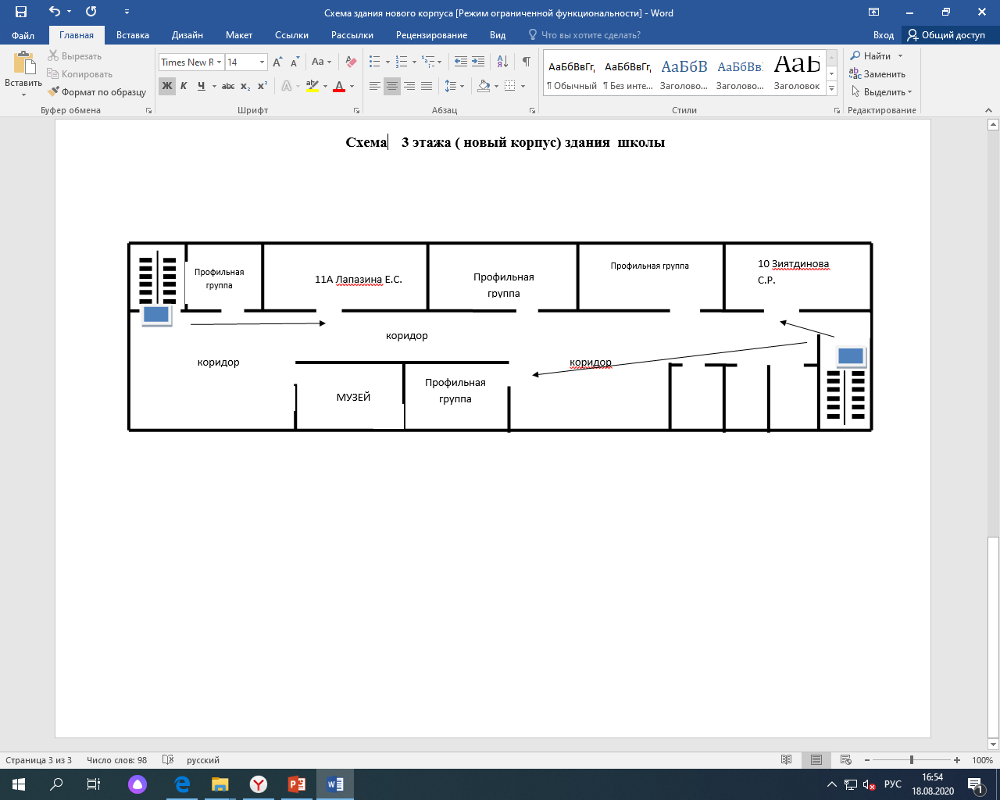 Схема здания нового корпуса [Режим ограниченной функциональности] - Word
Файл Главная Вставка Дизайн Макет Ссылки Рассылки Рецензирование Вид Что вы хотите сделать? Вход Общий доступ
Вставить
Вырезать
Копировать
Формат по образцу
Буфер обмена
Times New R 14
Ж К Ч abc x₂ x²
Шрифт
Абзац
АаБбВвГг, АаБбВвГг, АаБбВ АаБбВв: АаБ
¶ Обычный ¶ Без инте... Заголово... Заголово... Заголовок
Стили
Найти
Заменить
Выделить
Редактирование
Схема 3 этажа ( новый корпус) здания школы
Профильная
группа
11А Лапазина Е.С.
Профильная
группа
Профильная группа
10 Зиятдинова
С.Р.
коридор
коридор
коридор
МУЗЕЙ
Профильная
группа
Страница 3 из 3 Число слов: 98 русский 100%
РУС
16:54
18.08.2020
1